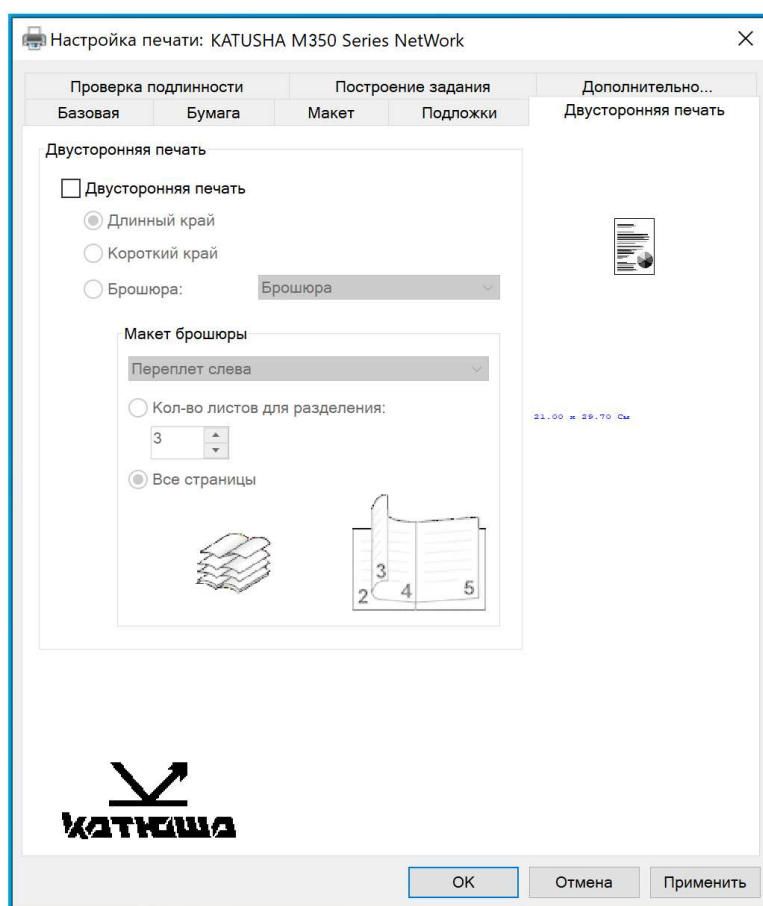 Настройка печати: KATUSHA M350 Series NetWork
Проверка подлинности Построение задания Дополнительно...
Базовая Бумага Макет Подложки Двусторонняя печать
Двусторонняя печать
Двусторонняя печать
Длинный край
Короткий край
Брошюра: Брошюра
Макет брошюры
Переплет слева
Кол-во листов для разделения:
21.00 x 29.70 См
3
Все страницы
2 3 4 5
катюша
OK Отмена Применить